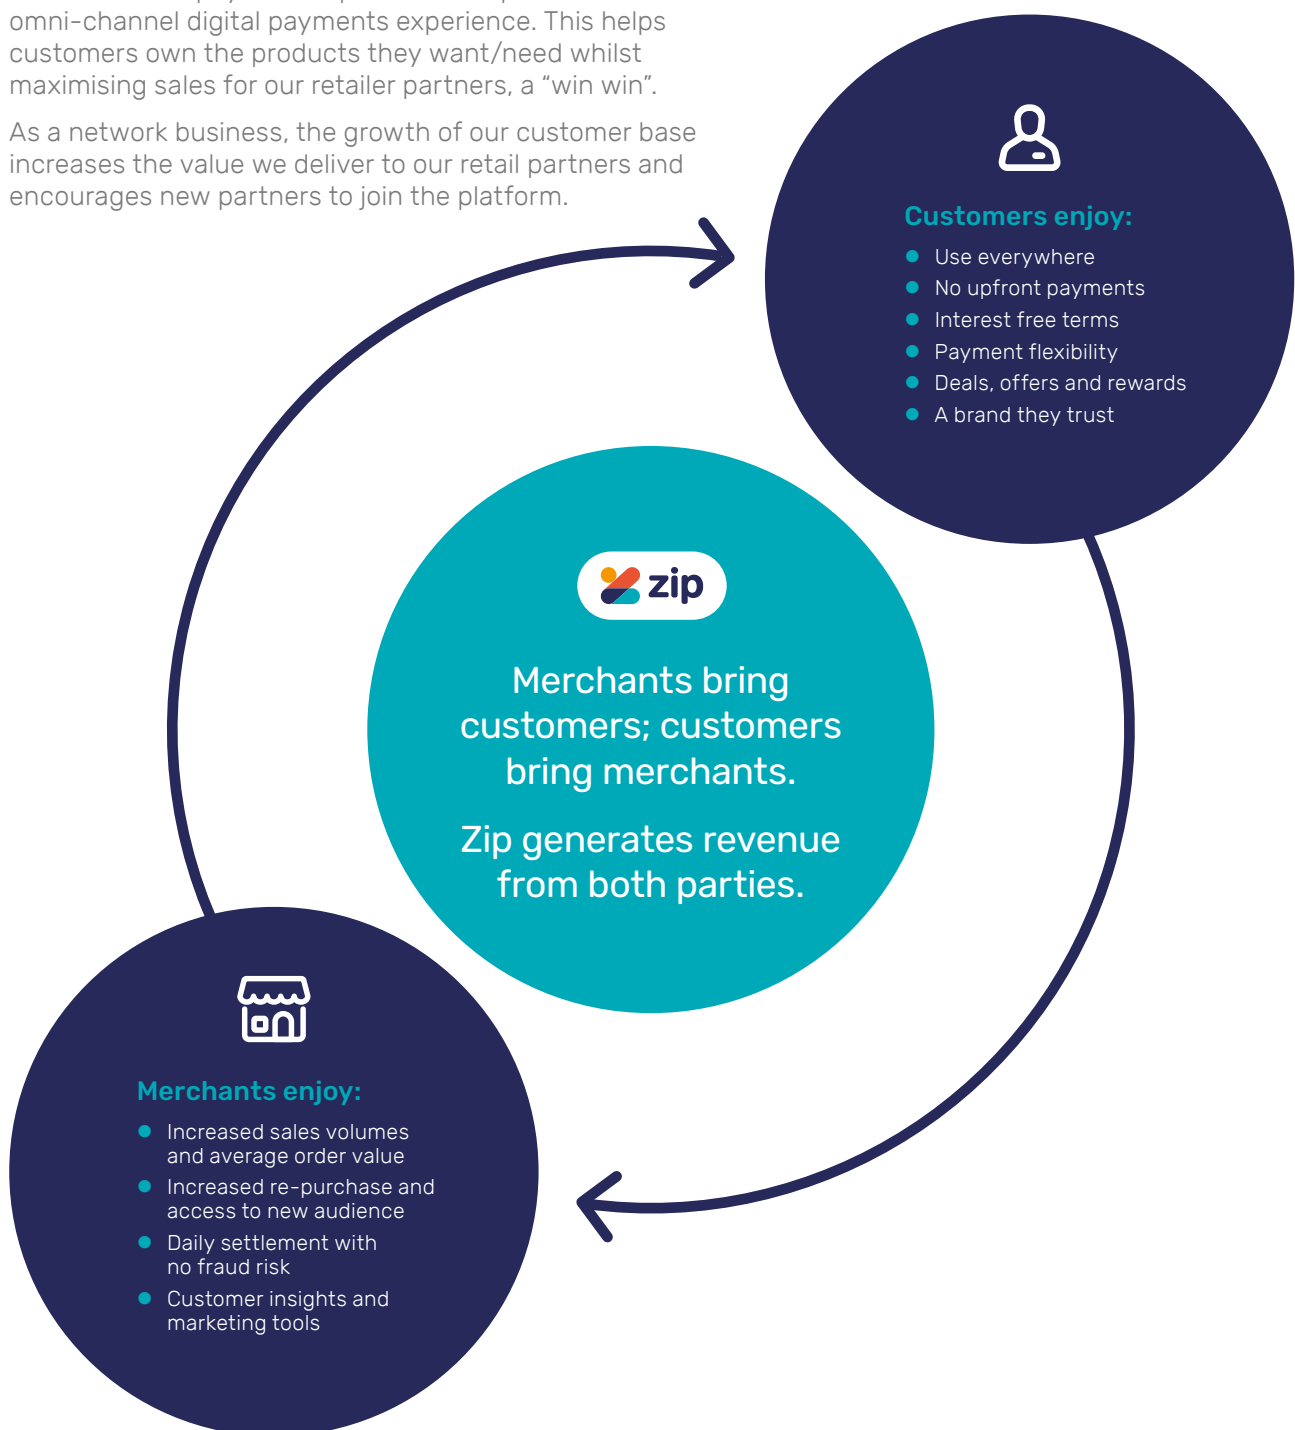 omni-channel digital payments experience. This helps
customers own the products they want/need whilst
maximising sales for our retailer partners, a “win win”.
As a network business, the growth of our customer base
increases the value we deliver to our retail partners and
encourages new partners to join the platform.
Customers enjoy:
Use everywhere
No upfront payments
Interest free terms
Payment flexibility
Deals, offers and rewards
A brand they trust
zip
Merchants bring
customers; customers
bring merchants.
Zip generates revenue
from both parties.
Merchants enjoy:
Increased sales volumes
and average order value
Increased re-purchase and
access to new audience
Daily settlement with
no fraud risk
Customer insights and
marketing tools